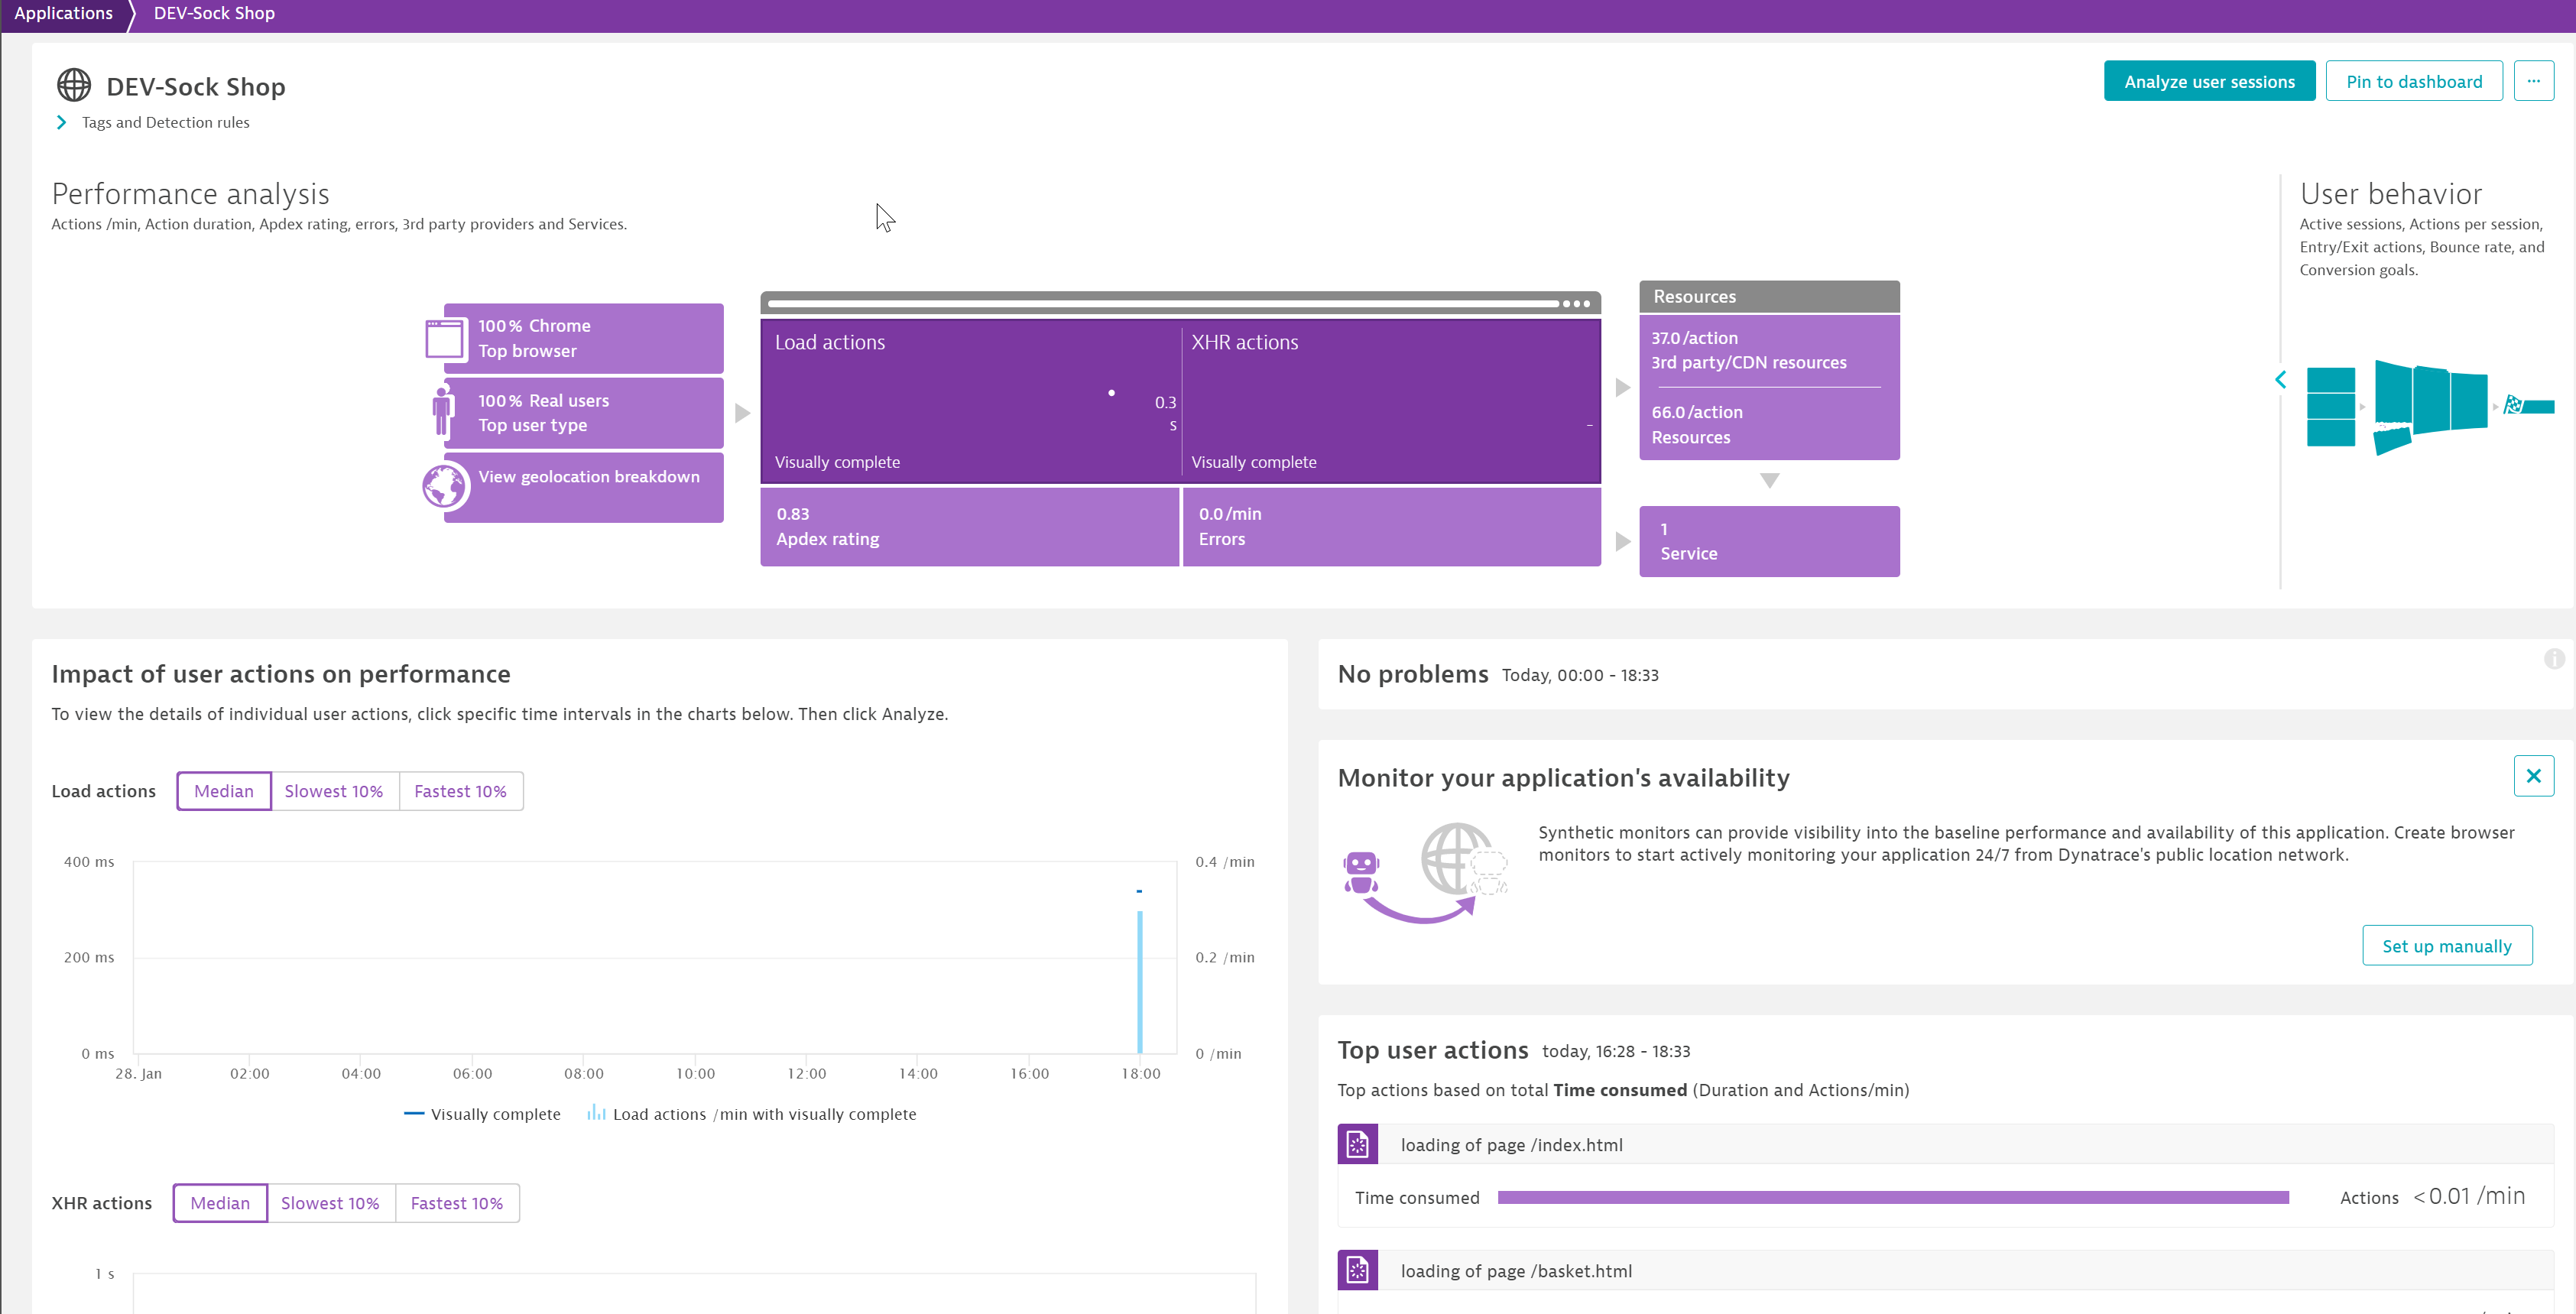 Applications
DEV-Sock Shop
DEV-Sock Shop
Tags and Detection rules
Analyze user sessions
Pin to dashboard
...
Performance analysis
Actions /min, Action duration, Apdex rating, errors, 3rd party providers and Services.
100% Chrome
Top browser
100% Real users
Top user type
View geolocation breakdown
Load actions
0.3
s
Visually complete
XHR actions
–
Visually complete
0.83
Apdex rating
0.0 /min
Errors
Resources
37.0 /action
3rd party/CDN resources
66.0 /action
Resources
1
Service
User behavior
Active sessions, Actions per session,
Entry/Exit actions, Bounce rate, and
Conversion goals.
Impact of user actions on performance
To view the details of individual user actions, click specific time intervals in the charts below. Then click Analyze.
Load actions
Median
Slowest 10%
Fastest 10%
400 ms
200 ms
0 ms
0.4 /min
0.2 /min
0 /min
28. Jan
02:00
04:00
06:00
08:00
10:00
12:00
14:00
16:00
18:00
Visually complete
Load actions /min with visually complete
XHR actions
Median
Slowest 10%
Fastest 10%
1 s
No problems Today, 00:00 - 18:33
i
Monitor your application's availability
Synthetic monitors can provide visibility into the baseline performance and availability of this application. Create browser
monitors to start actively monitoring your application 24/7 from Dynatrace's public location network.
Set up manually
Top user actions today, 16:28 - 18:33
Top actions based on total Time consumed (Duration and Actions/min)
loading of page /index.html
Time consumed
Actions <0.01 /min
loading of page /basket.html